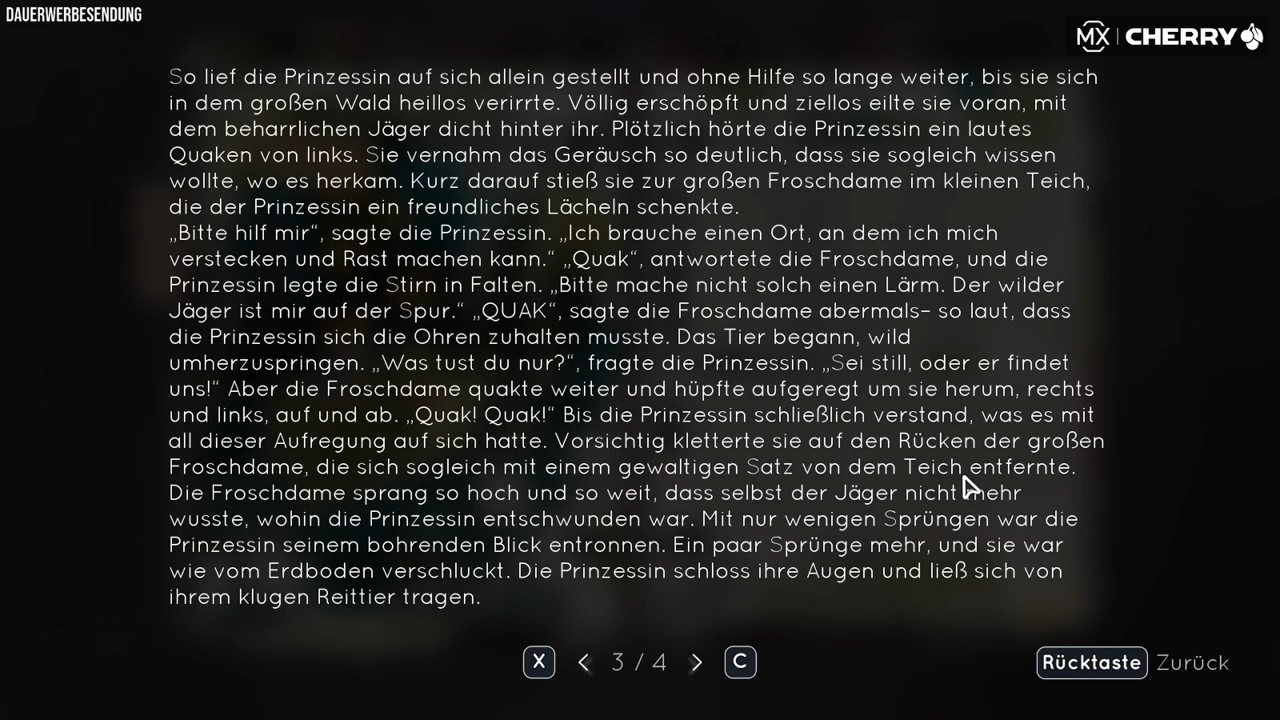 DAUERWERBESENDUNG
MX | CHERRY
So lief die Prinzessin auf sich allein gestellt und ohne Hilfe so lange weiter, bis sie sich
in dem großen Wald heillos verirrte. Völlig erschöpft und ziellos eilte sie voran, mit
dem beharrlichen Jäger dicht hinter ihr. Plötzlich hörte die Prinzessin ein lautes
Quaken von links. Sie vernahm das Geräusch so deutlich, dass sie sogleich wissen
wollte, wo es herkam. Kurz darauf stieß sie zur großen Froschdame im kleinen Teich,
die der Prinzessin ein freundliches Lächeln schenkte.
„Bitte hilf mir“, sagte die Prinzessin. „Ich brauche einen Ort, an dem ich mich
verstecken und Rast machen kann.“ „Quak“, antwortete die Froschdame, und die
Prinzessin legte die Stirn in Falten. „Bitte mache nicht solch einen Lärm. Der wilder
Jäger ist mir auf der Spur.“ „QUAK“, sagte die Froschdame abermals– so laut, dass
die Prinzessin sich die Ohren zuhalten musste. Das Tier begann, wild
umherzuspringen. „Was tust du nur?“, fragte die Prinzessin. „Sei still, oder er findet
uns!“ Aber die Froschdame quakte weiter und hüpfte aufgeregt um sie herum, rechts
und links, auf und ab. „Quak! Quak!“ Bis die Prinzessin schließlich verstand, was es mit
all dieser Aufregung auf sich hatte. Vorsichtig kletterte sie auf den Rücken der großen
Froschdame, die sich sogleich mit einem gewaltigen Satz von dem Teich entfernte.
Die Froschdame sprang so hoch und so weit, dass selbst der Jäger nicht mehr
wusste, wohin die Prinzessin entschwunden war. Mit nur wenigen Sprüngen war die
Prinzessin seinem bohrenden Blick entronnen. Ein paar Sprünge mehr, und sie war
wie vom Erdboden verschluckt. Die Prinzessin schloss ihre Augen und ließ sich von
ihrem klugen Reittier tragen.
X < 3 / 4 > C
Rücktaste Zurück